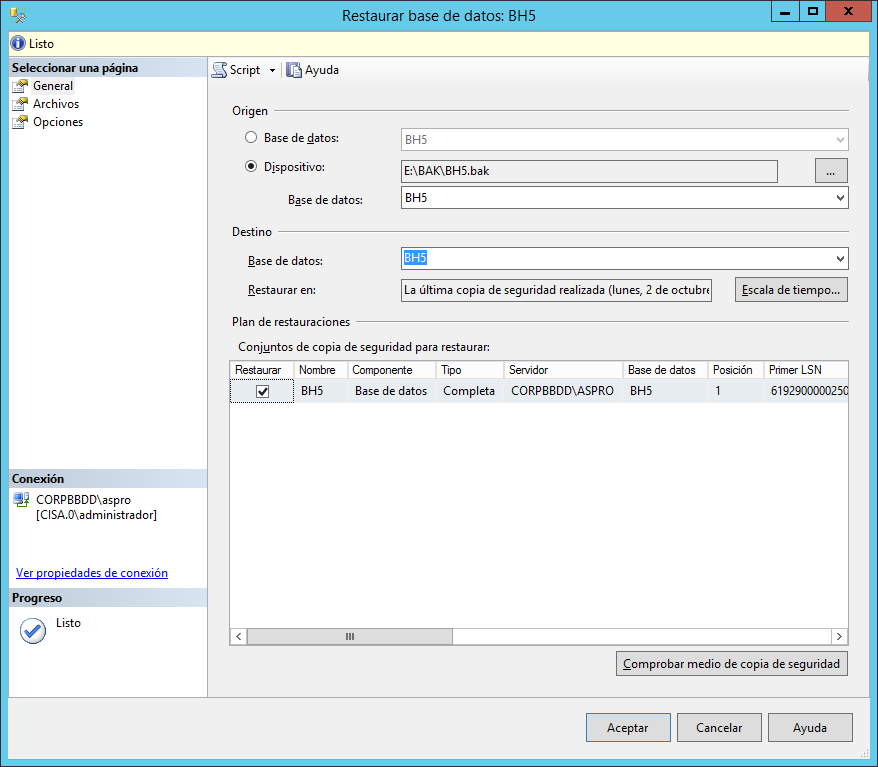 Restaurar base de datos: BH5
Listo
Seleccionar una página
General
Archivos
Opciones
Script
Ayuda
Origen
Base de datos:
BH5
Dispositivo:
E:\BAK\BH5.bak
...
Base de datos:
BH5
Destino
Base de datos:
BH5
Restaurar en:
La última copia de seguridad realizada (lunes, 2 de octubre
Escala de tiempo...
Plan de restauraciones
Conjuntos de copia de seguridad para restaurar:
Restaurar Nombre Componente Tipo Servidor Base de datos Posición Primer LSN
BH5 Base de datos Completa CORPBBDD\ASPRO BH5 1 6192900000250
Conexión
CORPBBDD\aspro
[CISA.0\administrador]
Ver propiedades de conexión
Progreso
Listo
Comprobar medio de copia de seguridad
Aceptar
Cancelar
Ayuda